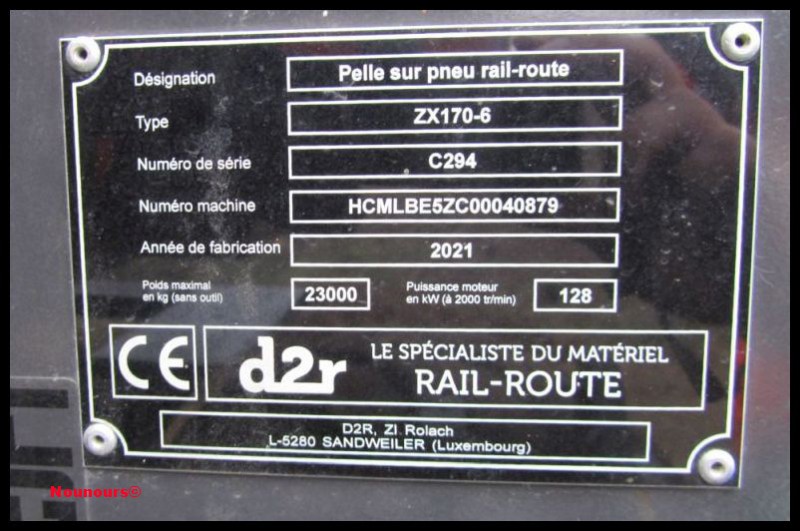 Désignation Pelle sur pneu rail-route
Type ZX170-6
Numéro de série C294
Numéro machine HCMLBE5ZC00040879
Année de fabrication 2021
Poids maximal
en kg (sans outil) 23000
Puissance moteur
en kW (à 2000 tr/min) 128
CE
d2r
LE SPÉCIALISTE DU MATÉRIEL
RAIL-ROUTE
D2R, ZI Rolach
L-5280 SANDWEILER (Luxembourg)
Nounours©